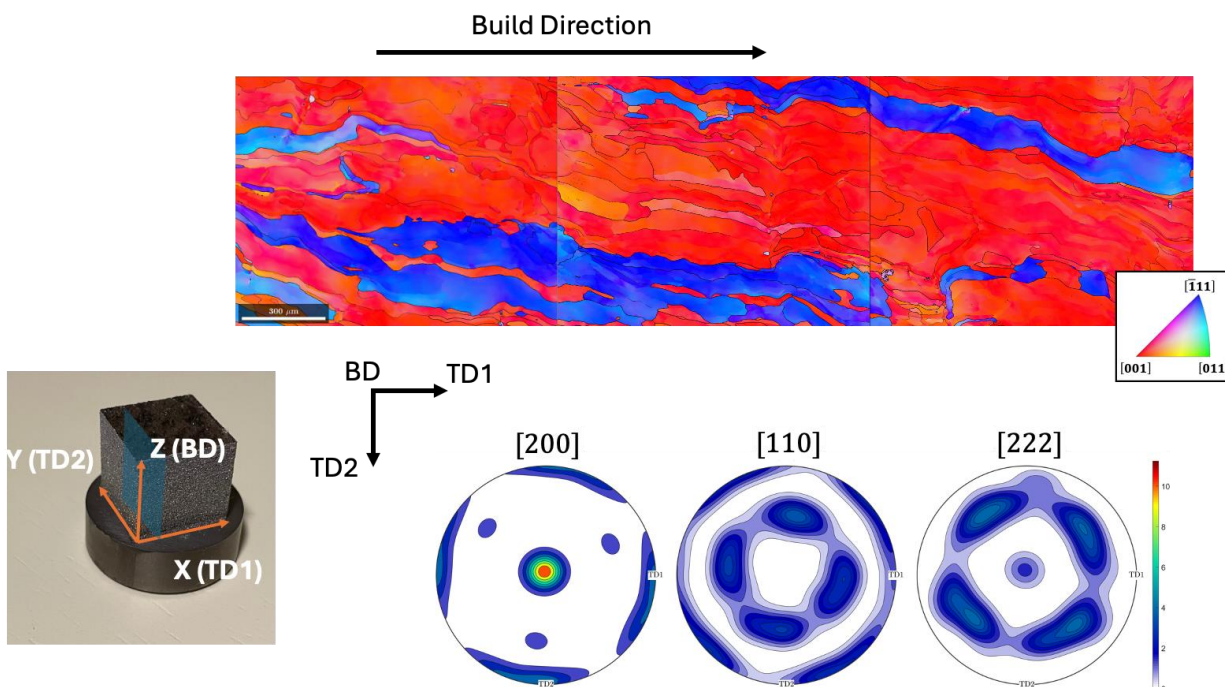 Build Direction
300 μm
[1̄11]
[001]
[011
BD
TD1
TD2
Y (TD2)
Z (BD)
X (TD1)
[200]
[110]
[222]
TD1
TD1
TD1
TD2
TD2
TD2
10
8
6
4
2
0